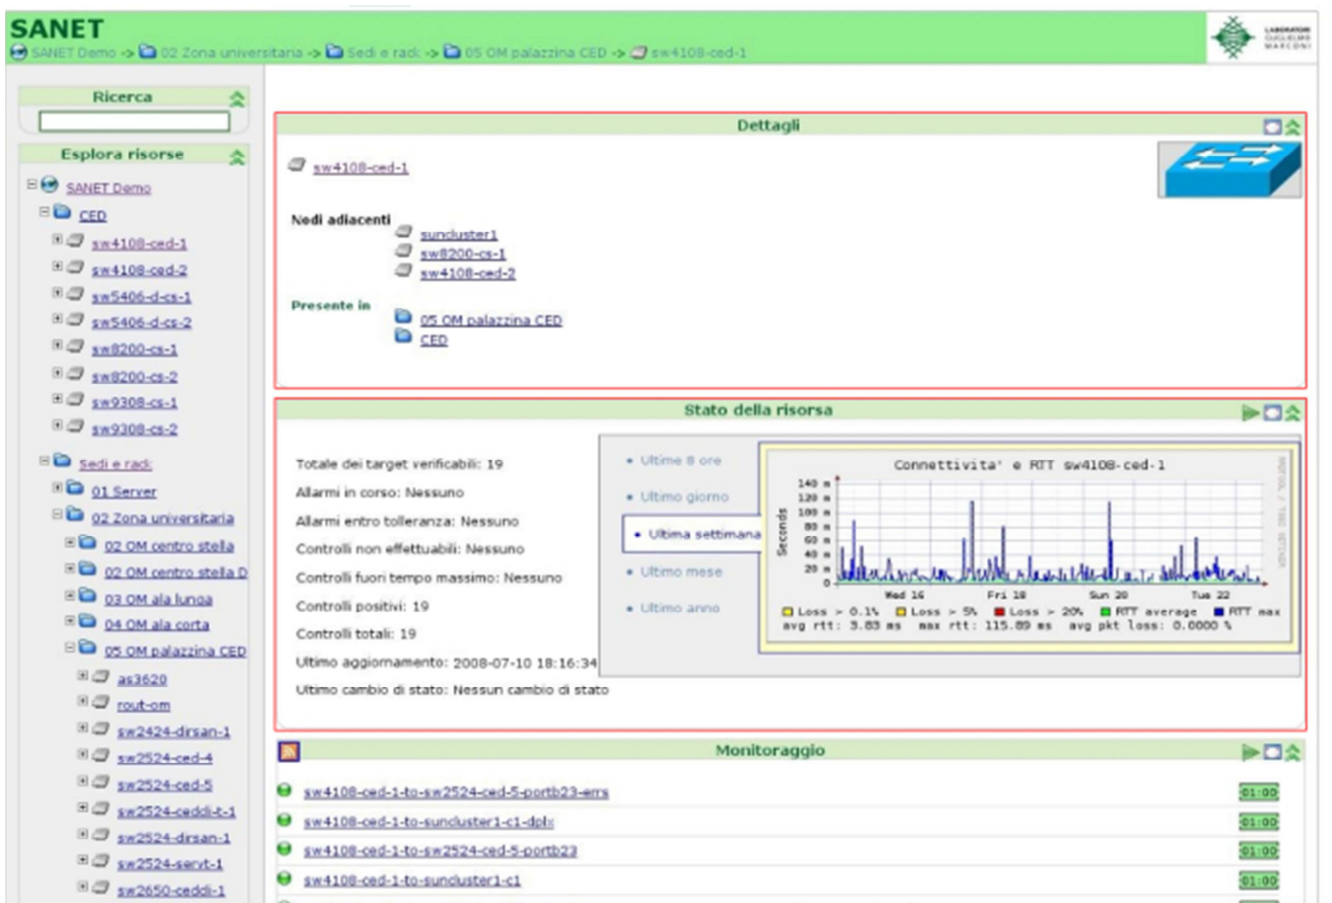 SANET
SANET Demo -> 02 Zona universitaria -> Sedi e rack -> 05 OM palazzina CED -> sw4108-ced-1
LABORATORI
GUGLIELMO
MARCONI
Ricerca
Esplora risorse
SANET Demo
CED
sw4108-ced-1
sw4108-ced-2
sw5406-d-cs-1
sw5406-d-cs-2
sw8200-cs-1
sw8200-cs-2
sw9308-cs-1
sw9308-cs-2
Sedi e rack
01 Server
02 Zona universitaria
02 OM centro stella
02 OM centro stella D
03 OM ala lunga
04 OM ala corta
05 OM palazzina CED
as3620
rout-om
sw2424-dirsan-1
sw2524-ced-4
sw2524-ced-5
sw2524-ceddi-t-1
sw2524-dirsan-1
sw2524-servt-1
sw2650-ceddi-1
Dettagli
sw4108-ced-1
Nodi adiacenti
suncluster1
sw8200-cs-1
sw4108-ced-2
Presente in
05 OM palazzina CED
CED
Stato della risorsa
Totale dei target verificabili: 19
Allarmi in corso: Nessuno
Allarmi entro tolleranza: Nessuno
Controlli non effettuabili: Nessuno
Controlli fuori tempo massimo: Nessuno
Controlli positivi: 19
Controlli totali: 19
Ultimo aggiornamento: 2008-07-10 18:16:34
Ultimo cambio di stato: Nessun cambio di stato
Ultime 8 ore
Ultimo giorno
Ultima settimana
Ultimo mese
Ultimo anno
Connettivita' e RTT sw4108-ced-1
Seconds
140 m
120 m
100 m
80 m
60 m
40 m
20 m
0
Wed 16 Fri 18 Sun 20 Tue 22
Loss > 0.1% Loss > 5% Loss > 20% RTT average RTT max
avg rtt: 3.83 ms max rtt: 115.89 ms avg pkt loss: 0.0000 %
RRDTOOL / TOBI OETIKER
Monitoraggio
sw4108-ced-1-to-sw2524-ced-5-portb23-errs 01:00
sw4108-ced-1-to-suncluster1-c1-dplx 01:00
sw4108-ced-1-to-sw2524-ced-5-portb23 01:00
sw4108-ced-1-to-suncluster1-c1 01:00